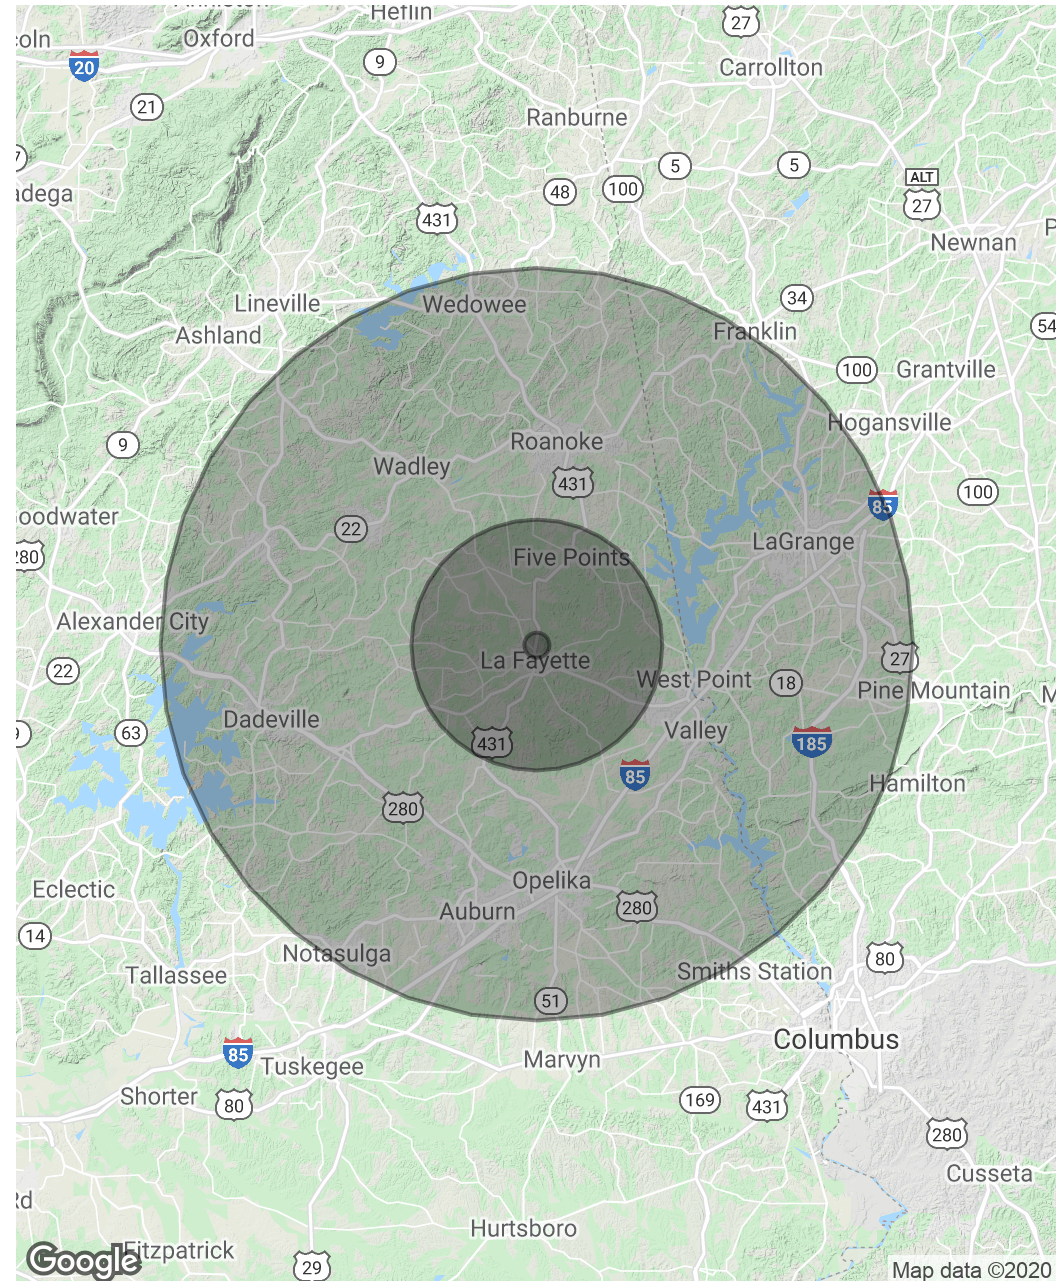 Heflin
27
coln
Oxford
9
20
Carrollton
21
Ranburne
5
5
48
100
ALT
27
adega
431
Newnan
Lineville
Wedowee
34
Ashland
Franklin
54
100
Grantville
Hogansville
9
Roanoke
Wadley
431
100
85
oodwater
22
LaGrange
280
Five Points
Alexander City
22
La Fayette
27
West Point
18
Pine Mountain
Dadeville
63
Valley
431
185
85
Hamilton
280
Opelika
Eclectic
280
Auburn
14
Notasulga
80
Tallassee
Smiths Station
51
Columbus
85
Marvyn
Tuskegee
Shorter
80
169
431
280
Cusseta
Rd
Hurtsboro
Fitzpatrick
Google
29
Map data ©2020